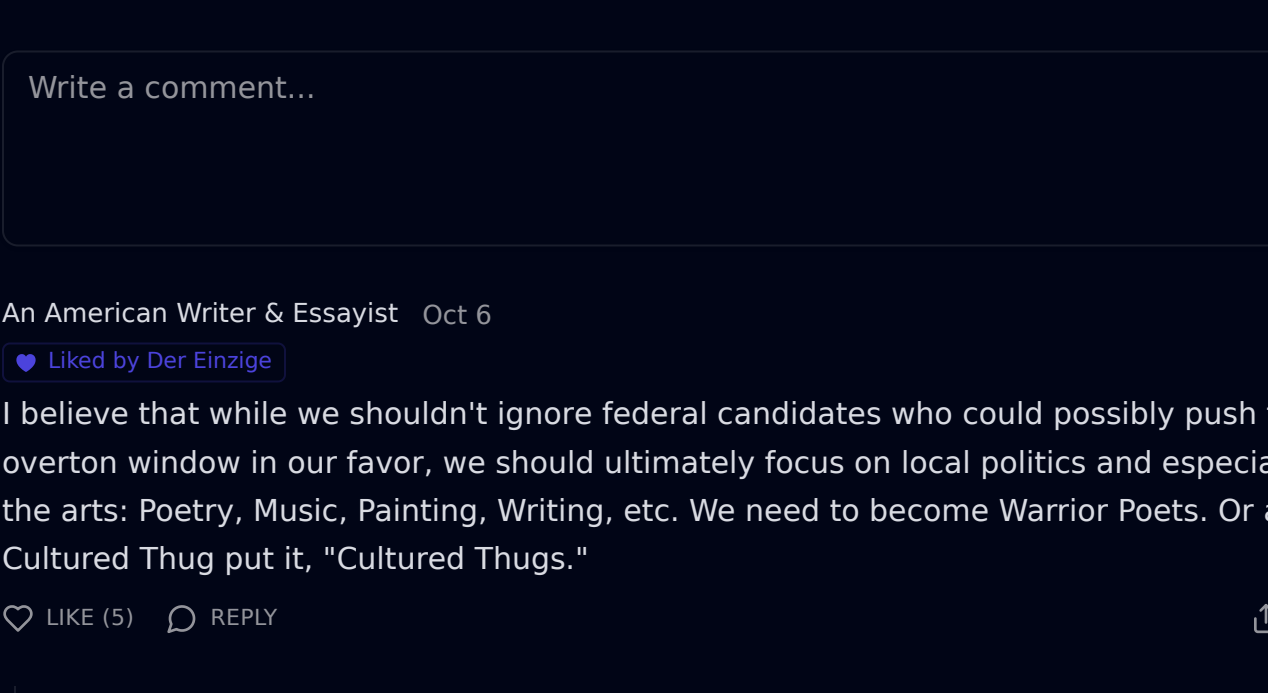 Write a comment...
An American Writer & Essayist Oct 6
Liked by Der Einzige
I believe that while we shouldn't ignore federal candidates who could possibly push
overton window in our favor, we should ultimately focus on local politics and especia
the arts: Poetry, Music, Painting, Writing, etc. We need to become Warrior Poets. Or
Cultured Thug put it, "Cultured Thugs."
LIKE (5) REPLY